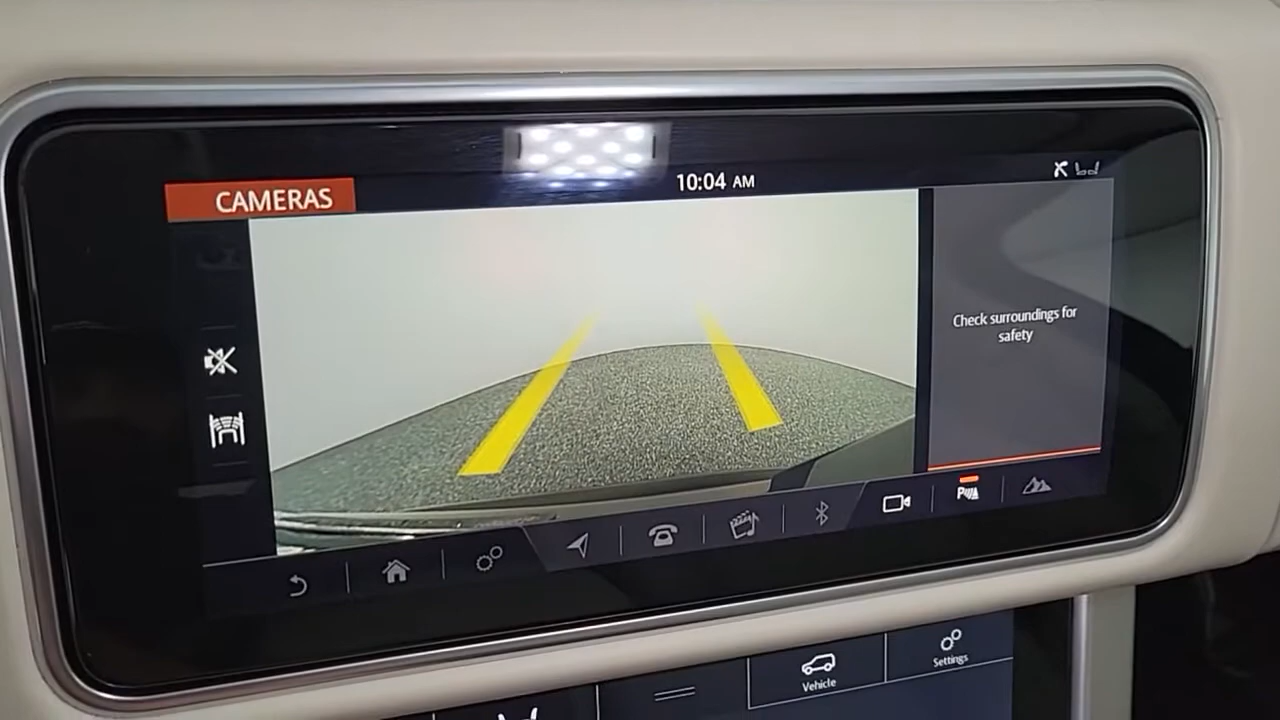 CAMERAS
10:04 AM
Check surroundings for
safety
P
Vehicle
Settings